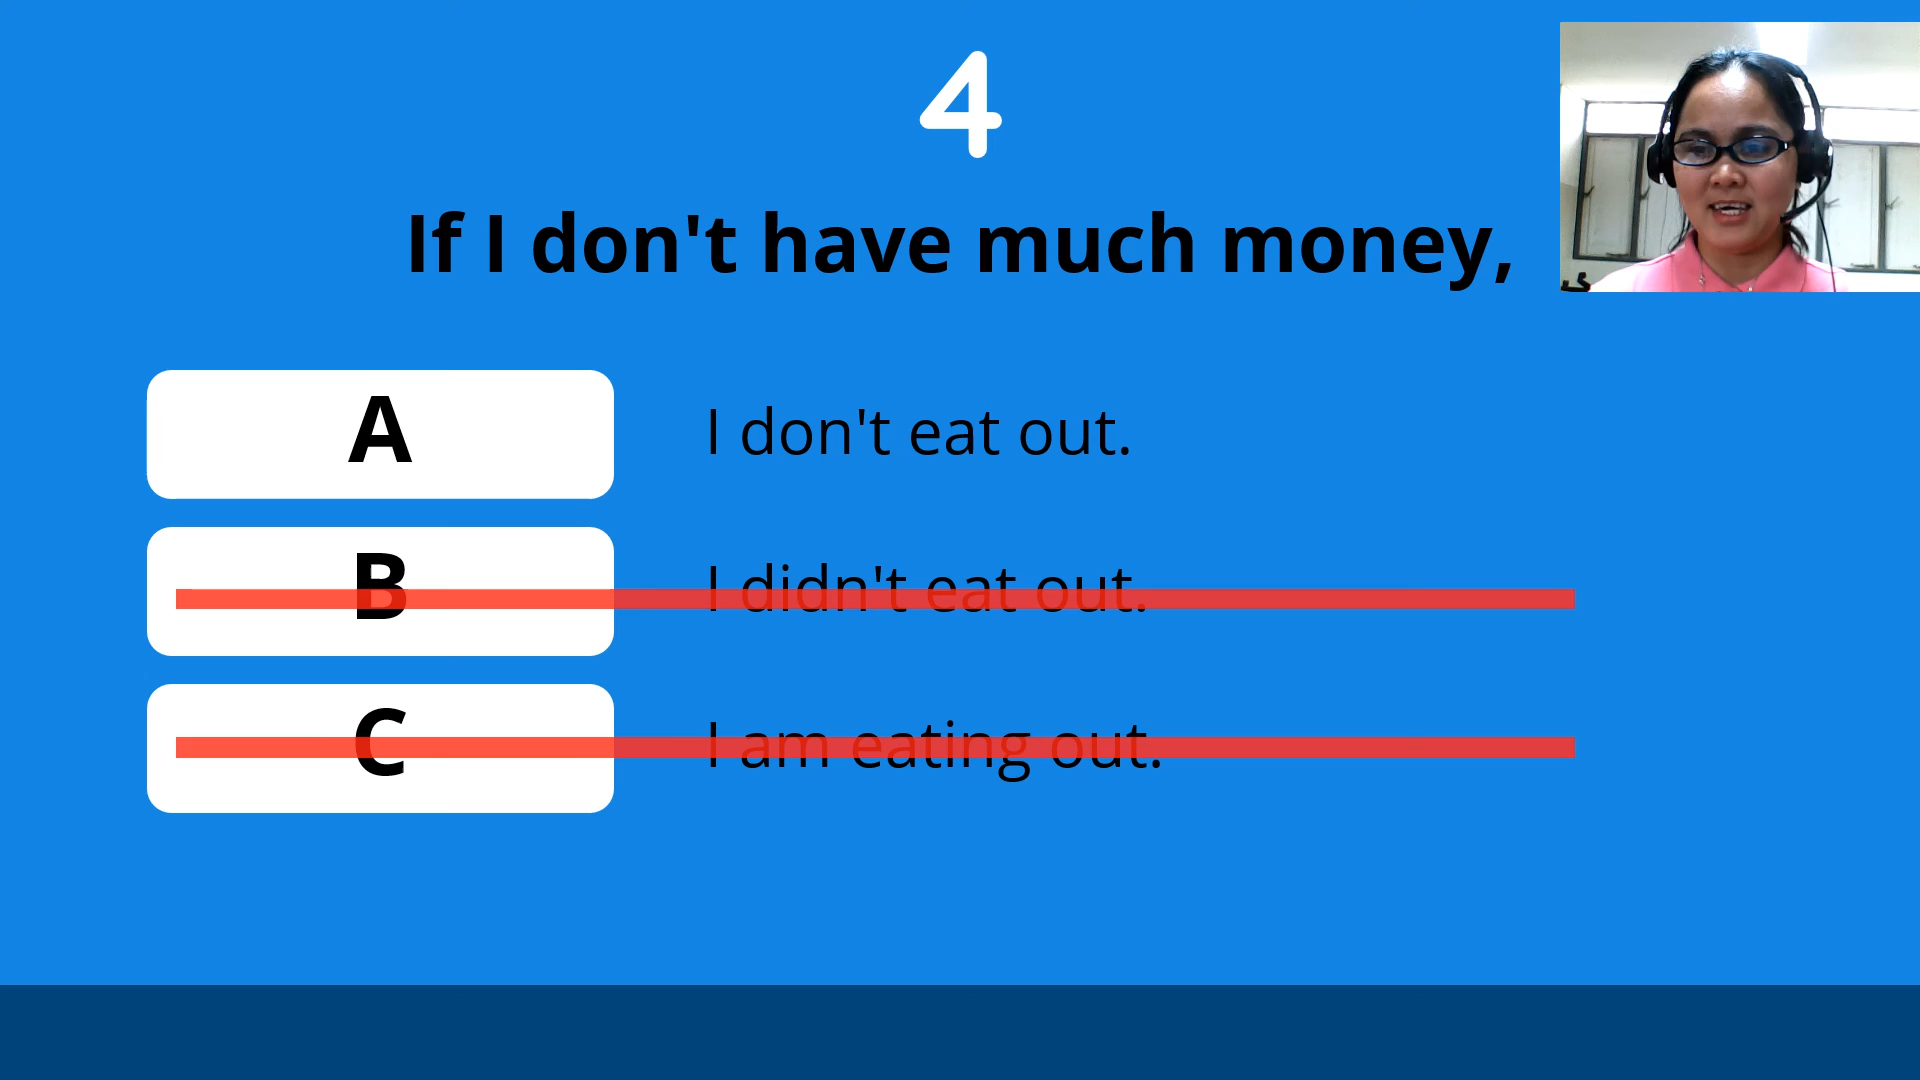 4
If I don't have much money,
A
I don't eat out.
B
I didn't eat out.
C
I am eating out.